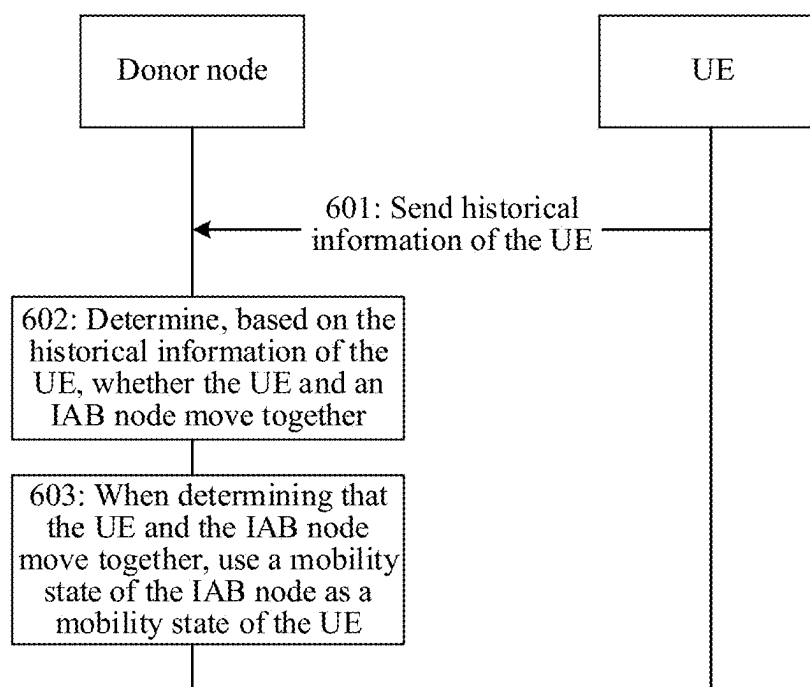 Donor node
UE
601: Send historical
information of the UE
602: Determine, based on the
historical information of the
UE, whether the UE and an
IAB node move together
603: When determining that
the UE and the IAB node
move together, use a mobility
state of the IAB node as a
mobility state of the UE